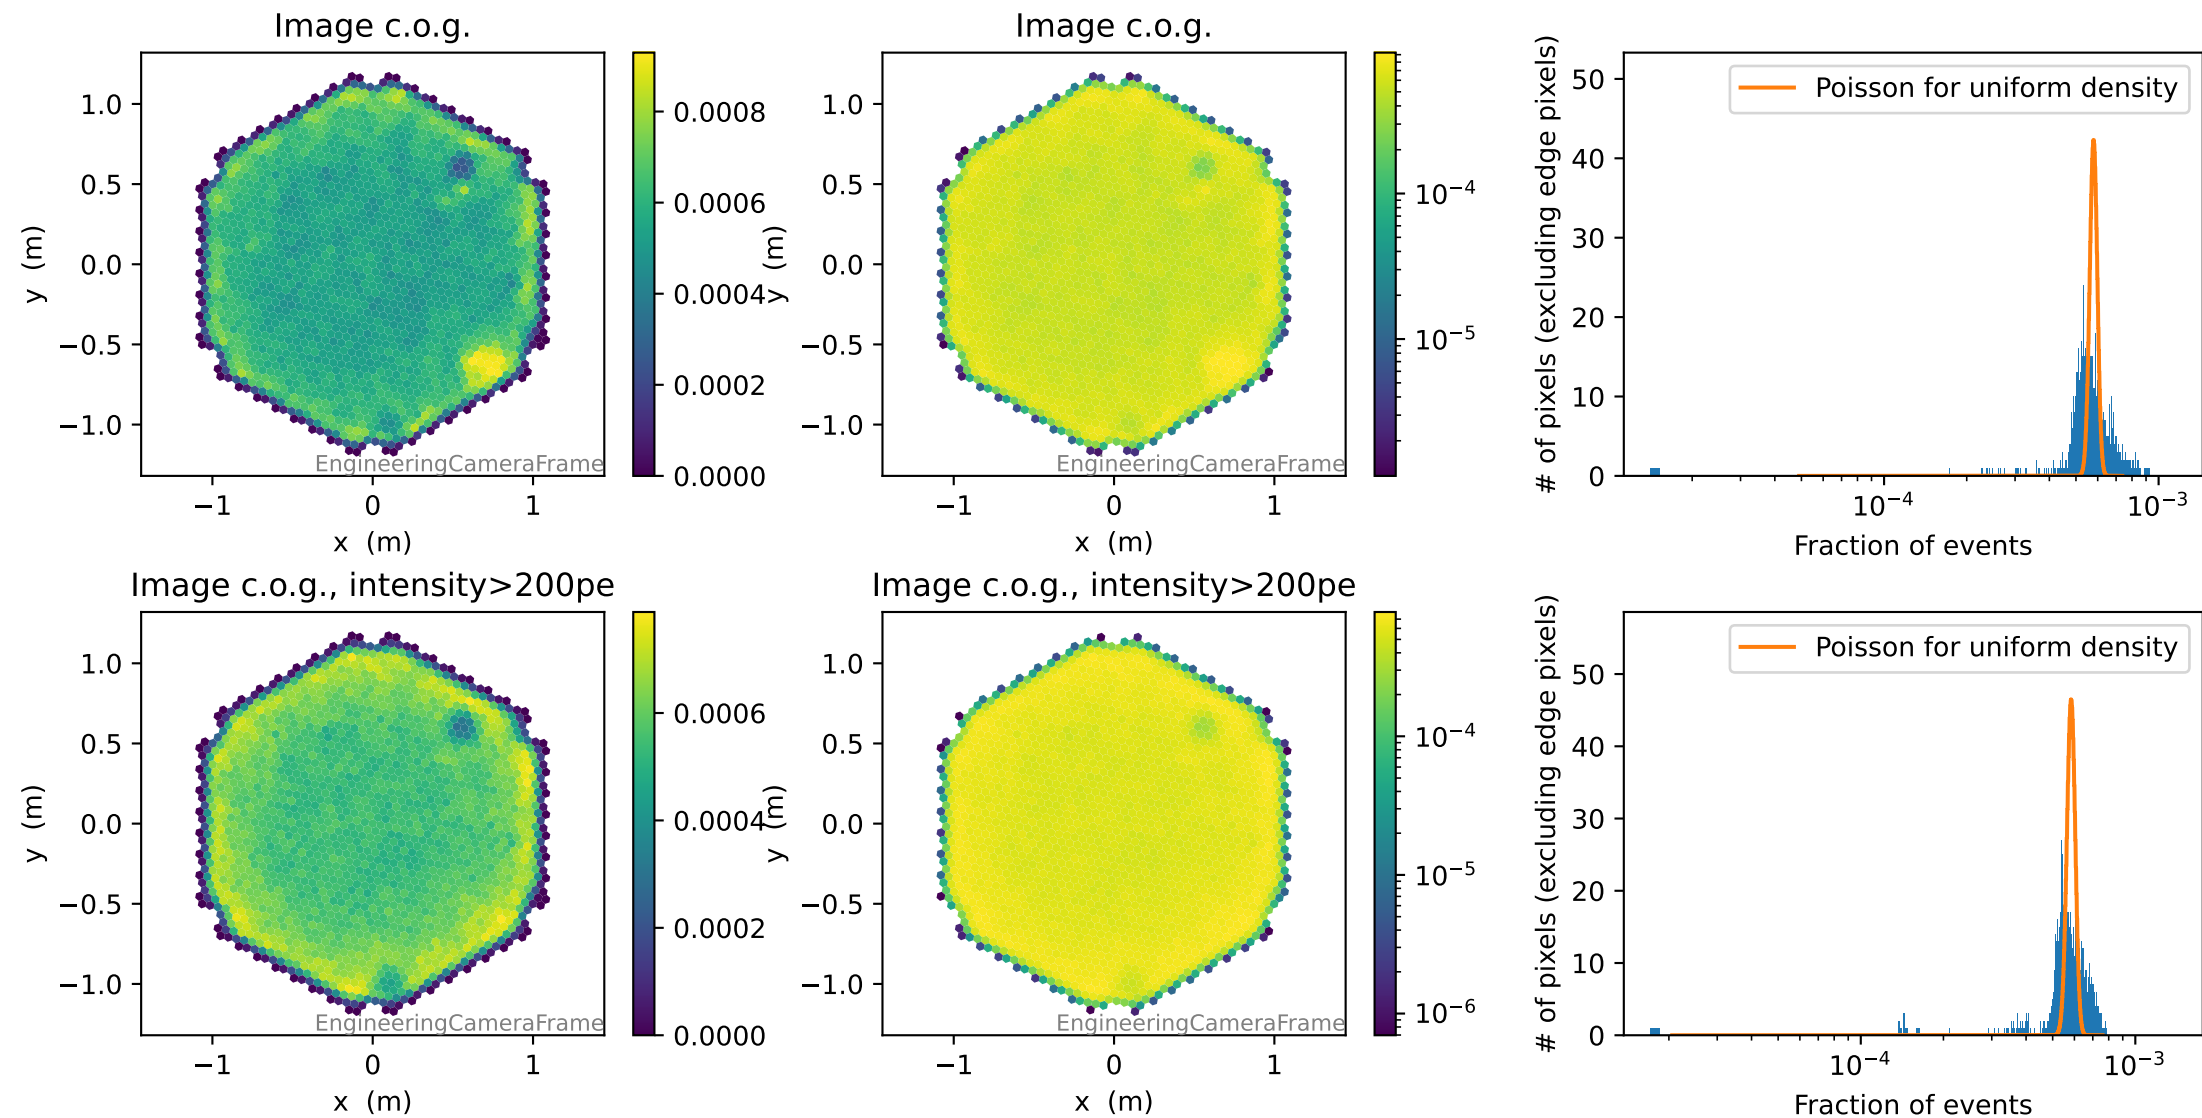 Image c.o.g.
y (m)
1.0
0.5
0.0
−0.5
−1.0
−1
0
1
x (m)
EngineeringCameraFrame
0.0008
0.0006
0.0004
0.0002
0.0000
Image c.o.g.
y (m)
1.0
0.5
0.0
−0.5
−1.0
−1
0
1
x (m)
EngineeringCameraFrame
10−4
10−5
# of pixels (excluding edge pixels)
50
40
30
20
10
0
Poisson for uniform density
10−4
10−3
Fraction of events
Image c.o.g., intensity>200pe
y (m)
1.0
0.5
0.0
−0.5
−1.0
−1
0
1
x (m)
EngineeringCameraFrame
0.0006
0.0004
0.0002
0.0000
Image c.o.g., intensity>200pe
y (m)
1.0
0.5
0.0
−0.5
−1.0
−1
0
1
x (m)
EngineeringCameraFrame
10−4
10−5
10−6
# of pixels (excluding edge pixels)
50
40
30
20
10
0
Poisson for uniform density
10−4
10−3
Fraction of events